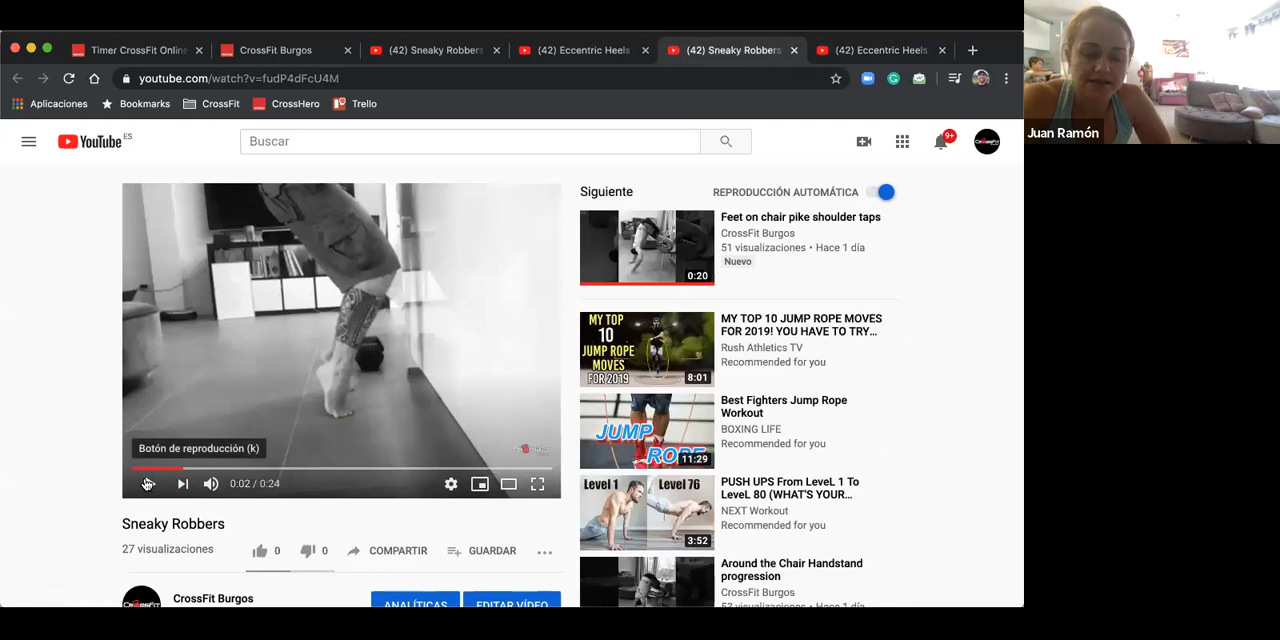 Timer CrossFit Online
CrossFit Burgos
(42) Sneaky Robbers
(42) Eccentric Heels
(42) Sneaky Robbers
(42) Eccentric Heels
youtube.com/watch?v=fudP4dFcU4M
Aplicaciones
Bookmarks
CrossFit
CrossHero
Trello
Juan Ramón
YouTube ES
Buscar
9+
Siguiente
REPRODUCCIÓN AUTOMÁTICA
Feet on chair pike shoulder taps
CrossFit Burgos
51 visualizaciones • Hace 1 día
Nuevo
0:20
MY TOP
10
JUMP ROPE
MOVES
FOR 2019!
8:01
MY TOP 10 JUMP ROPE MOVES
FOR 2019! YOU HAVE TO TRY…
Rush Athletics TV
Recommended for you
JUMP
ROPE
11:29
Best Fighters Jump Rope
Workout
BOXING LIFE
Recommended for you
Level 1
Level 76
3:52
PUSH UPS From LeveL 1 To
LeveL 80 (WHAT'S YOUR…
NEXT Workout
Recommended for you
Around the Chair Handstand
progression
CrossFit Burgos
Botón de reproducción (k)
0:02 / 0:24
Sneaky Robbers
27 visualizaciones
0
0
COMPARTIR
GUARDAR
CrossFit Burgos
ANALÍTICAS
EDITAR VÍDEO